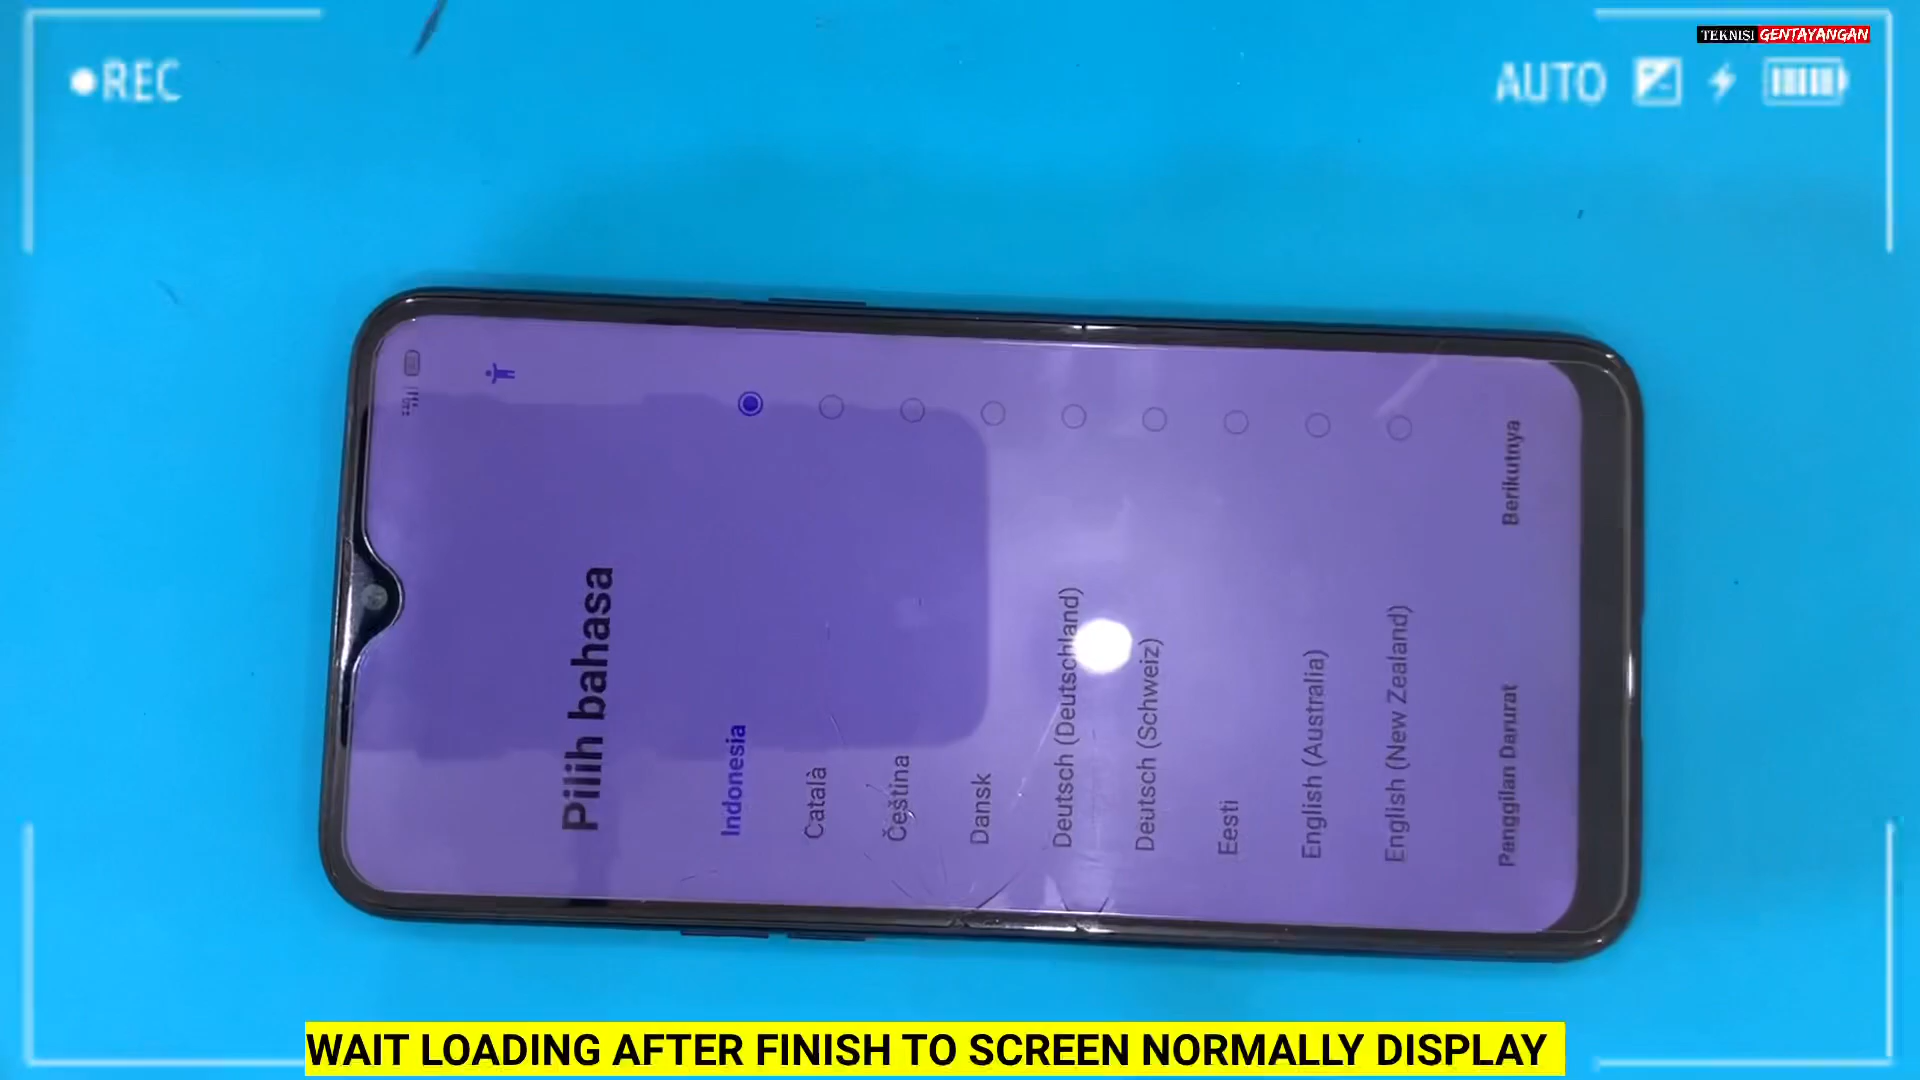 TEKNISI GENTAYANGAN
REC
AUTO
Pilih bahasa
Indonesia
Català
Čeština
Dansk
Deutsch (Deutschland)
Deutsch (Schweiz)
Eesti
English (Australia)
English (New Zealand)
Panggilan Darurat
Berikutnya
WAIT LOADING AFTER FINISH TO SCREEN NORMALLY DISPLAY